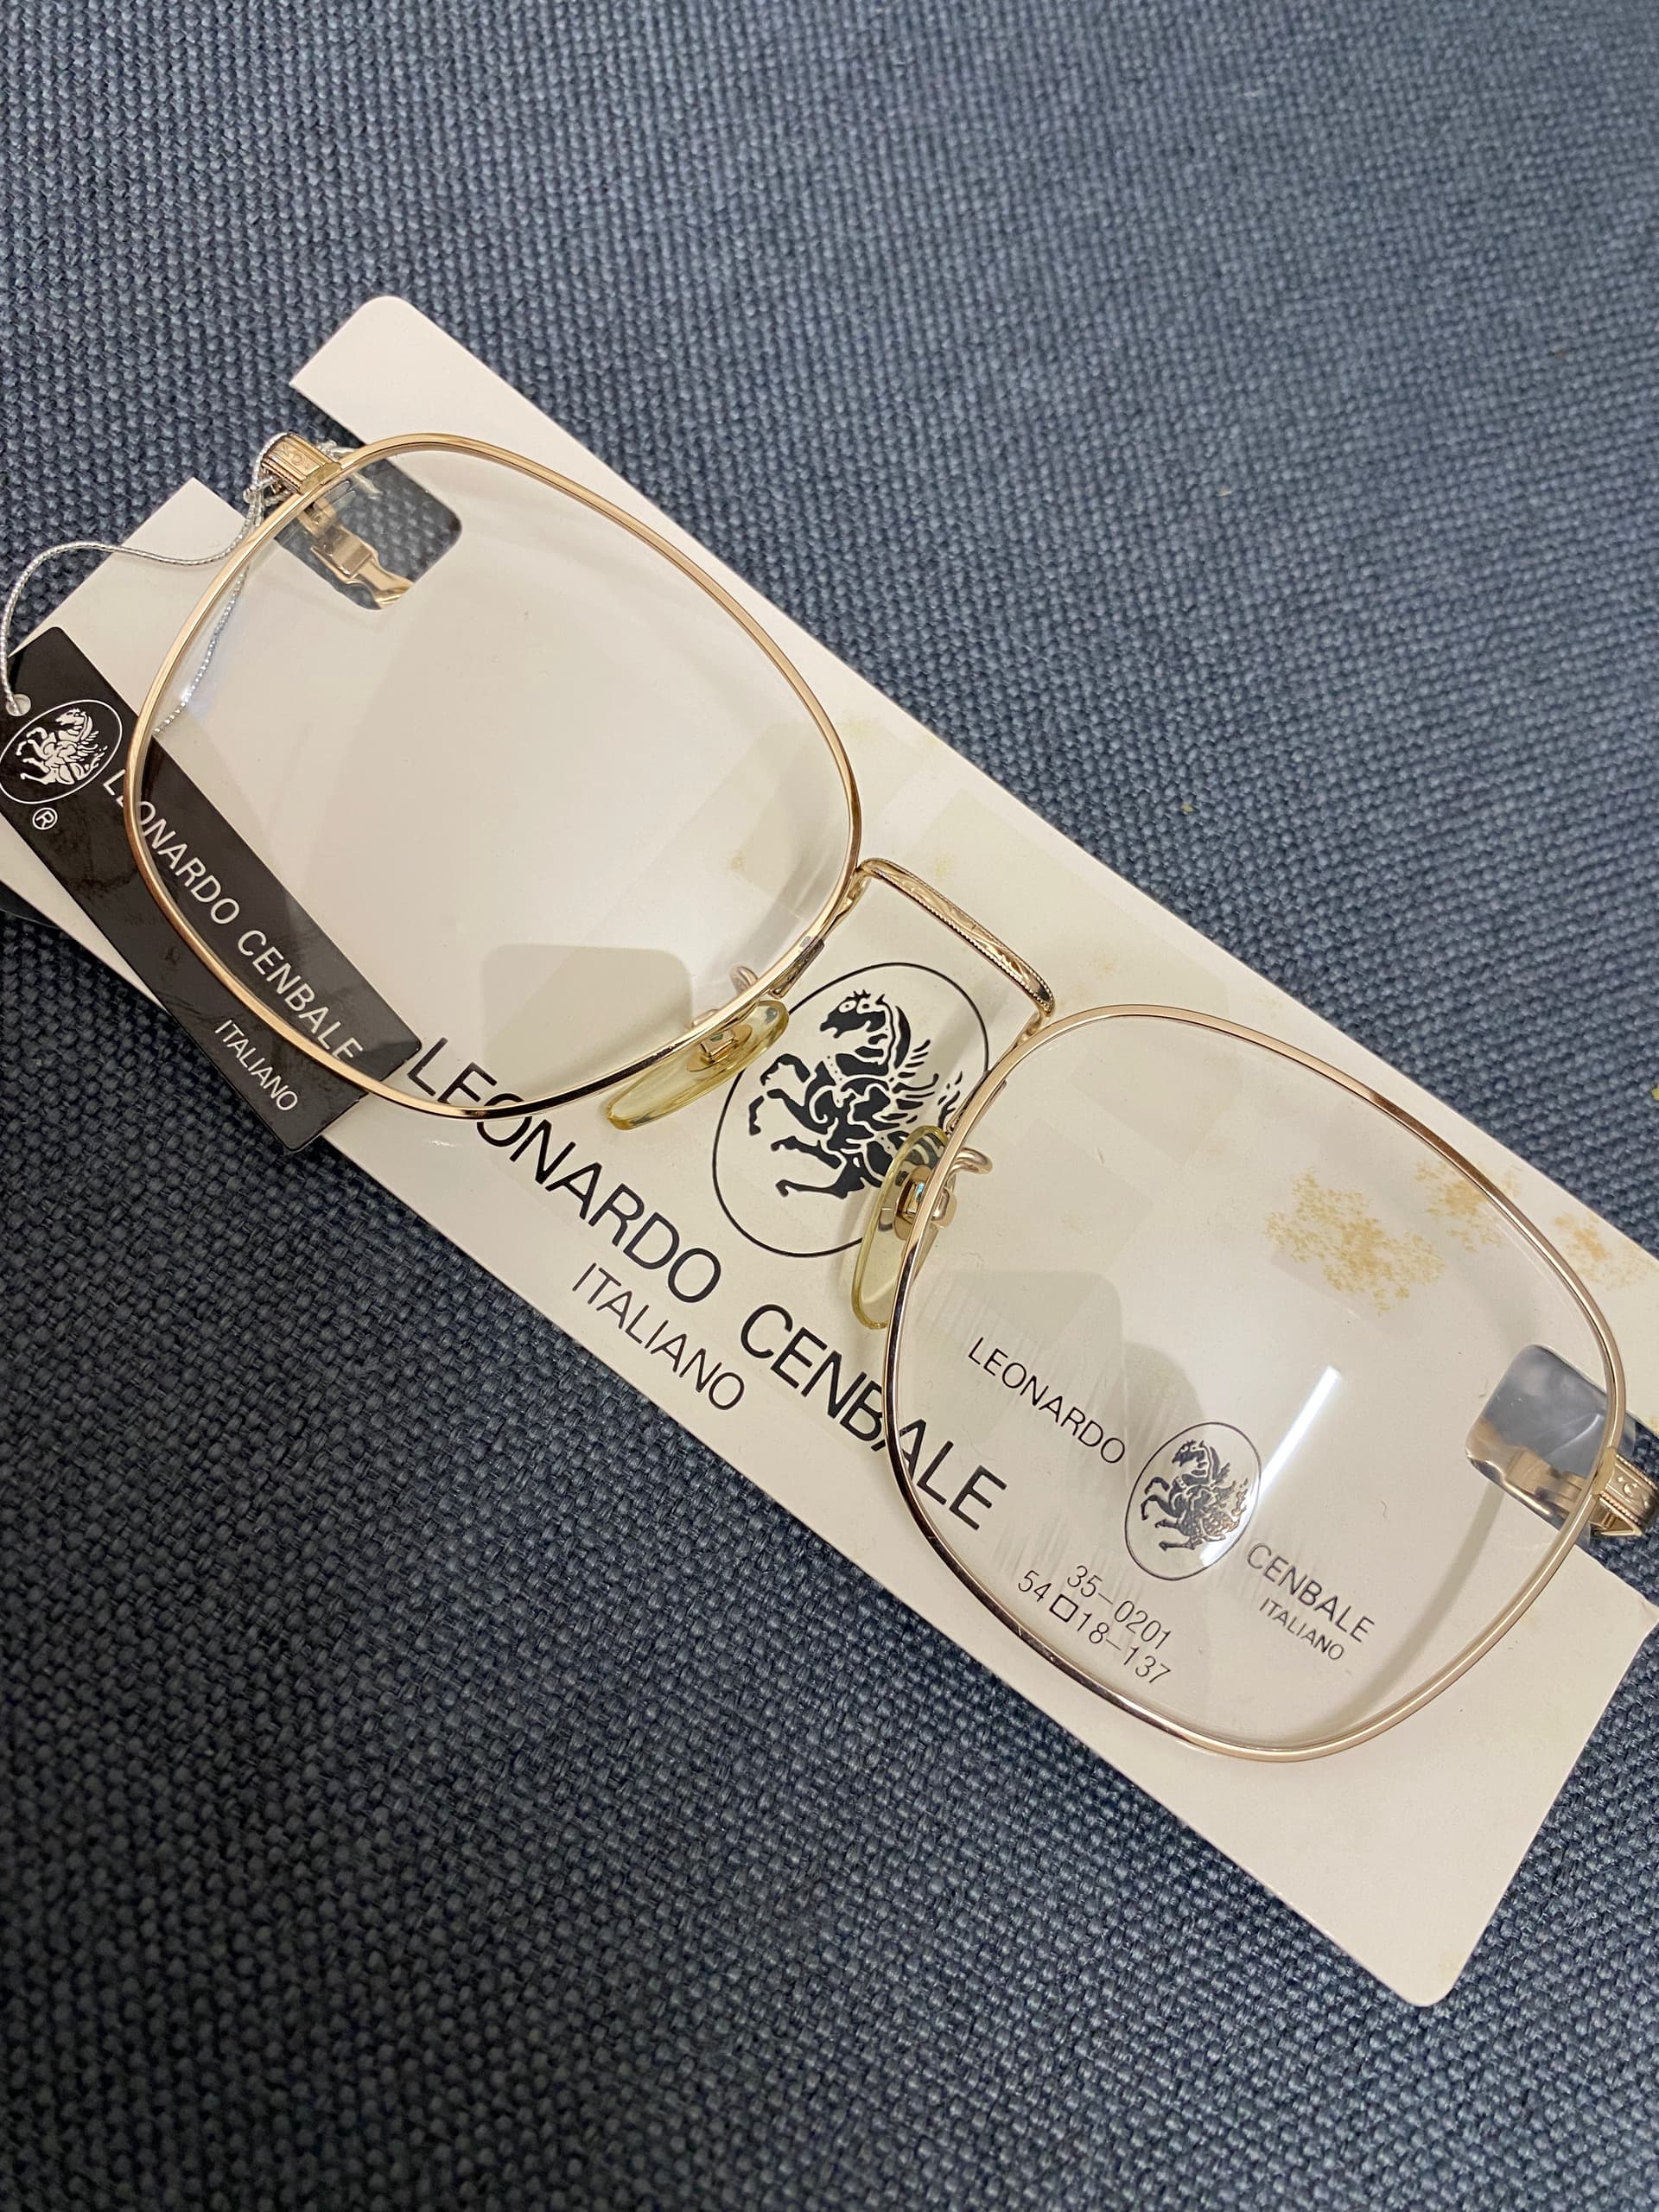 ®
LEONARDO CENBALE
ITALIANO
LEONARDO CENBALE
ITALIANO
LEONARDO CENBALE
ITALIANO
35-0201
54□18-137